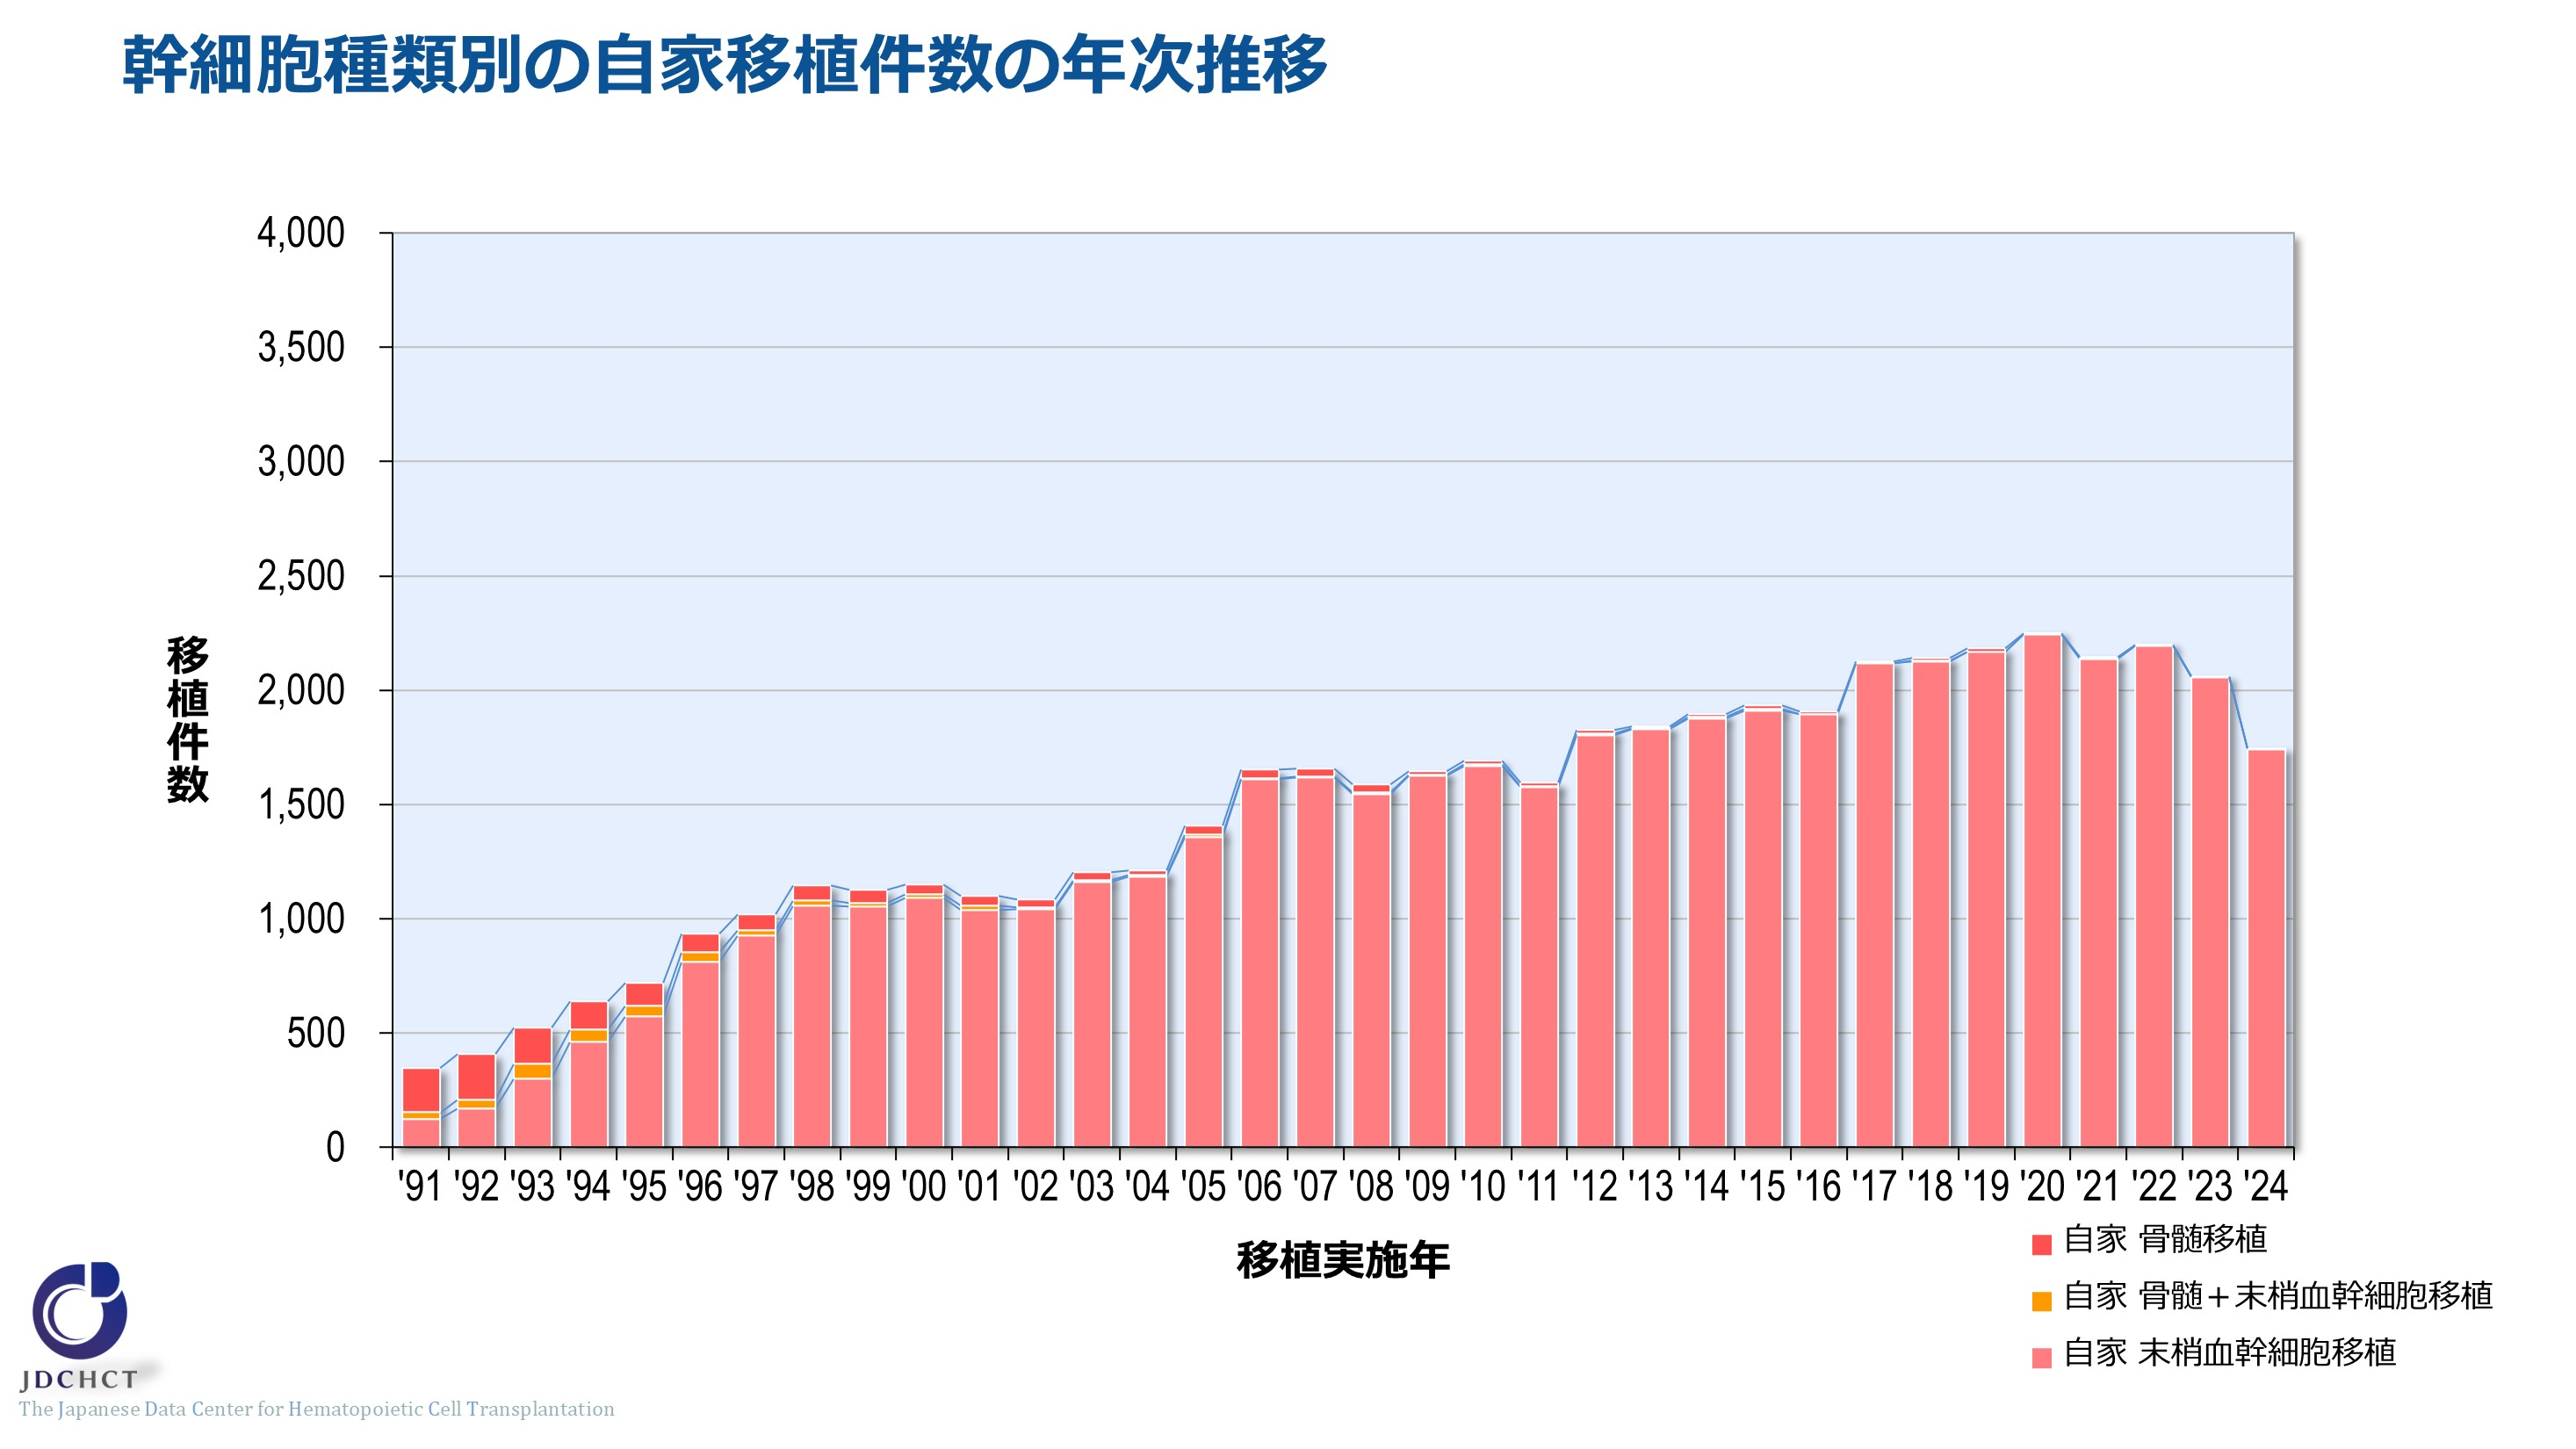 幹細胞種類別の自家移植件数の年次推移
4,000
3,500
3,000
2,500
2,000
1,500
1,000
500
0
移植件数
'91 '92 '93 '94 '95 '96 '97 '98 '99 '00 '01 '02 '03 '04 '05 '06 '07 '08 '09 '10 '11 '12 '13 '14 '15 '16 '17 '18 '19 '20 '21 '22 '23 '24
移植実施年
自家 骨髄移植
自家 骨髄＋末梢血幹細胞移植
自家 末梢血幹細胞移植
JDCHCT
The Japanese Data Center for Hematopoietic Cell Transplantation